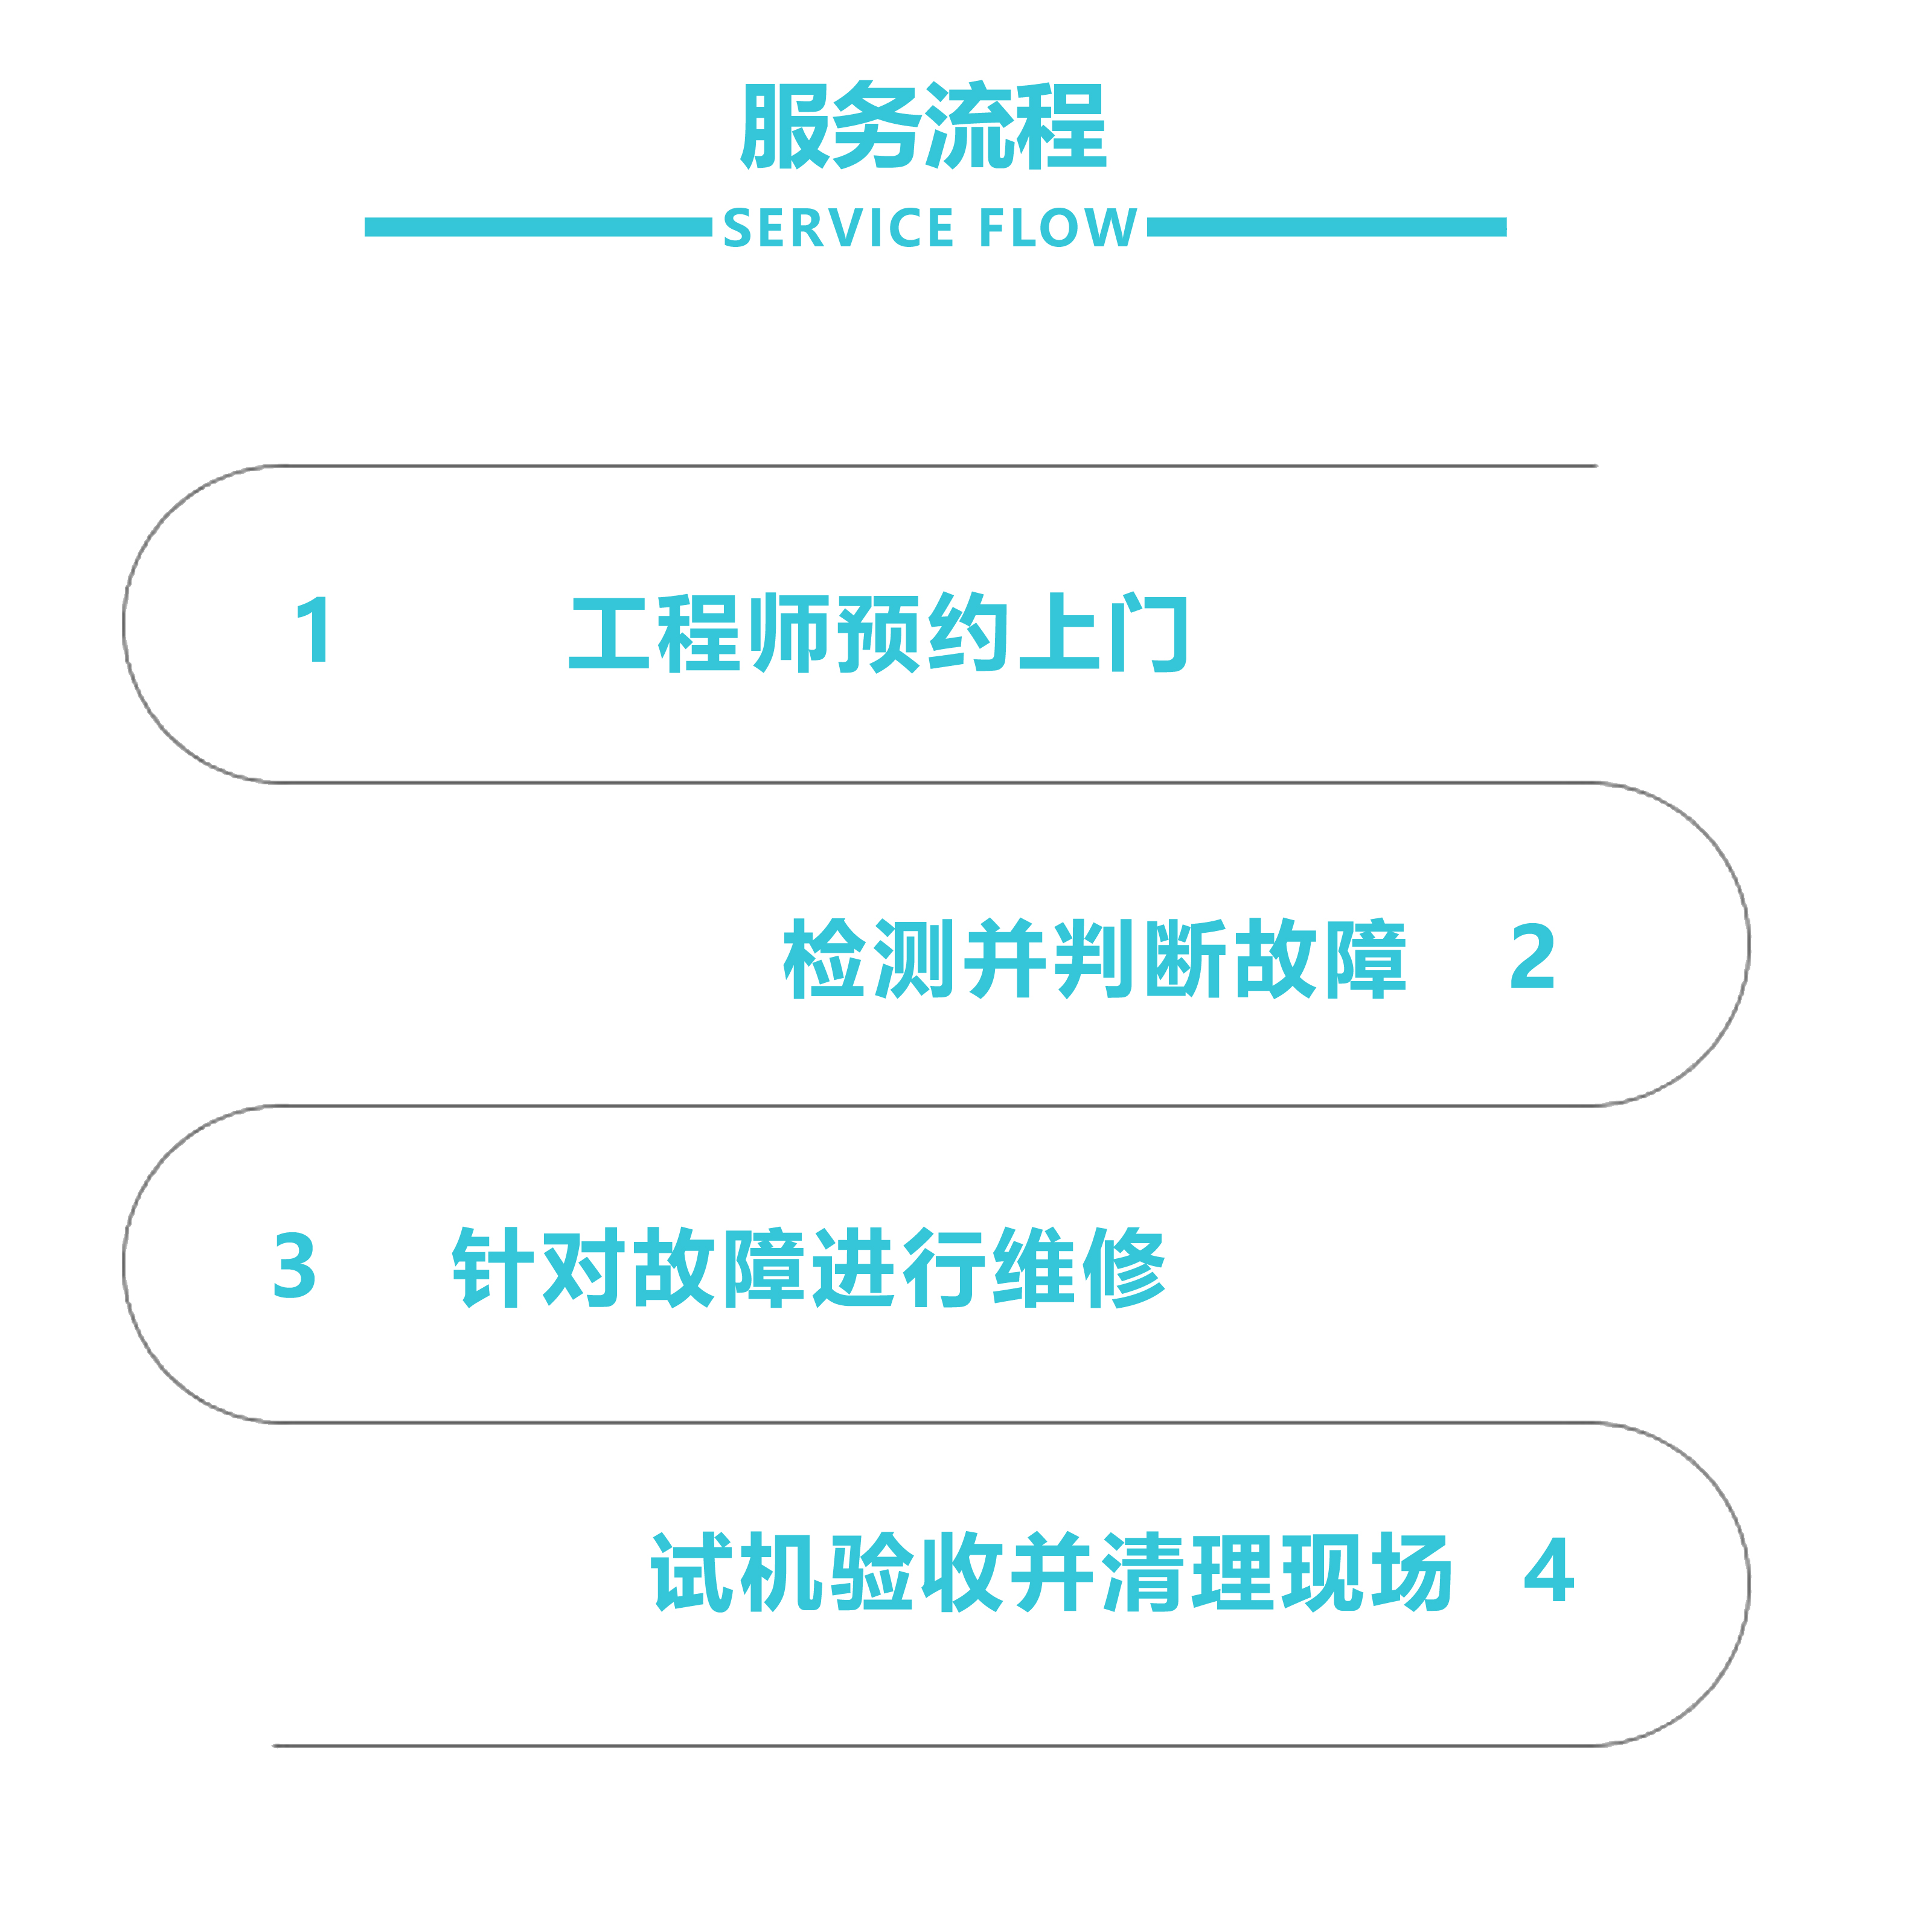 服务流程
SERVICE FLOW
1 工程师预约上门
检测并判断故障 2
3 针对故障进行维修
试机验收并清理现场 4